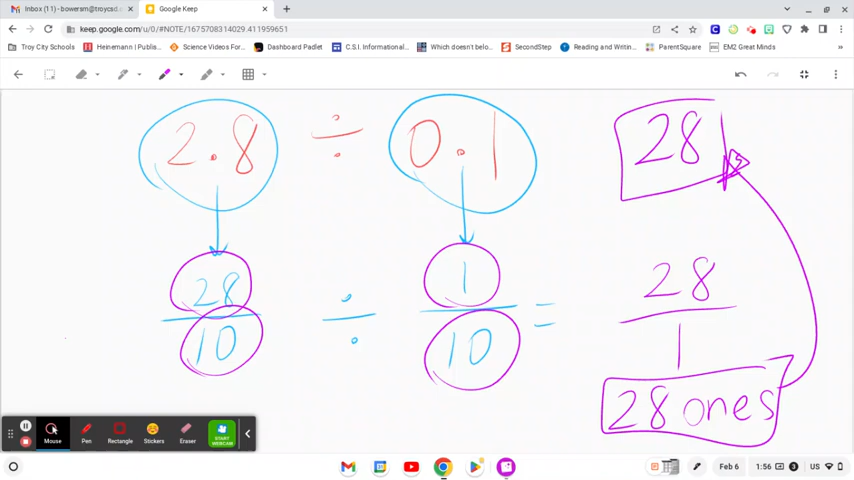 Inbox (11) - boweram@troycsd.o
Google Keep
keep.google.com/u/0/#NOTE/1675708314029.411959651
Troy City Schools
Heinemann | Publis...
Science Videos for...
Dashboard Padlet
C.S.I. Informational...
Which doesn't belo...
SecondStep
Reading and Writing...
ParentSquare
EM2 Great Minds
2.8 ÷ 0.1 28
28 ÷ 1 = 28
10 10 1
28 ones
Mouse
Pen
Rectangle
Stickers
Eraser
START WEBCAM
Feb 6
1:56
3
US